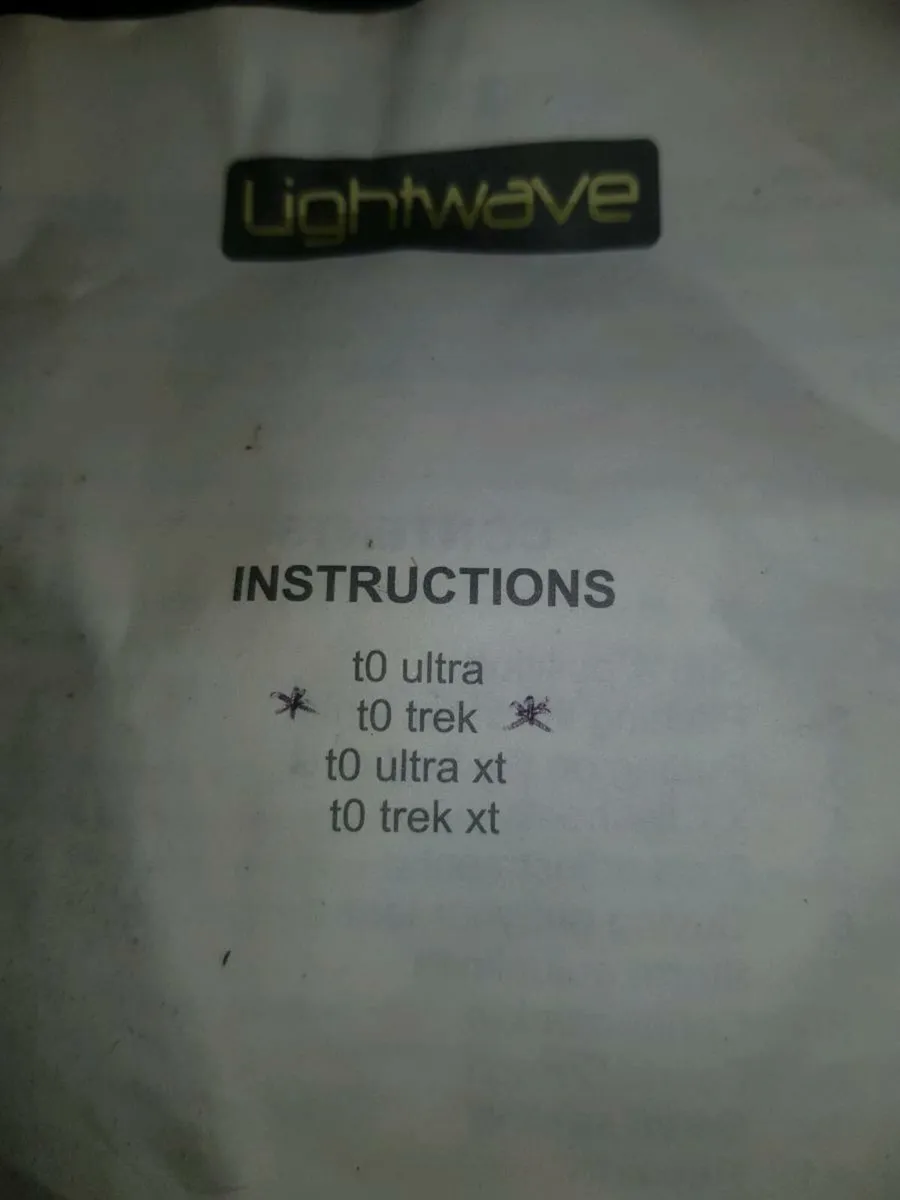 Lightwave
INSTRUCTIONS
t0 ultra
* t0 trek *
t0 ultra xt
t0 trek xt